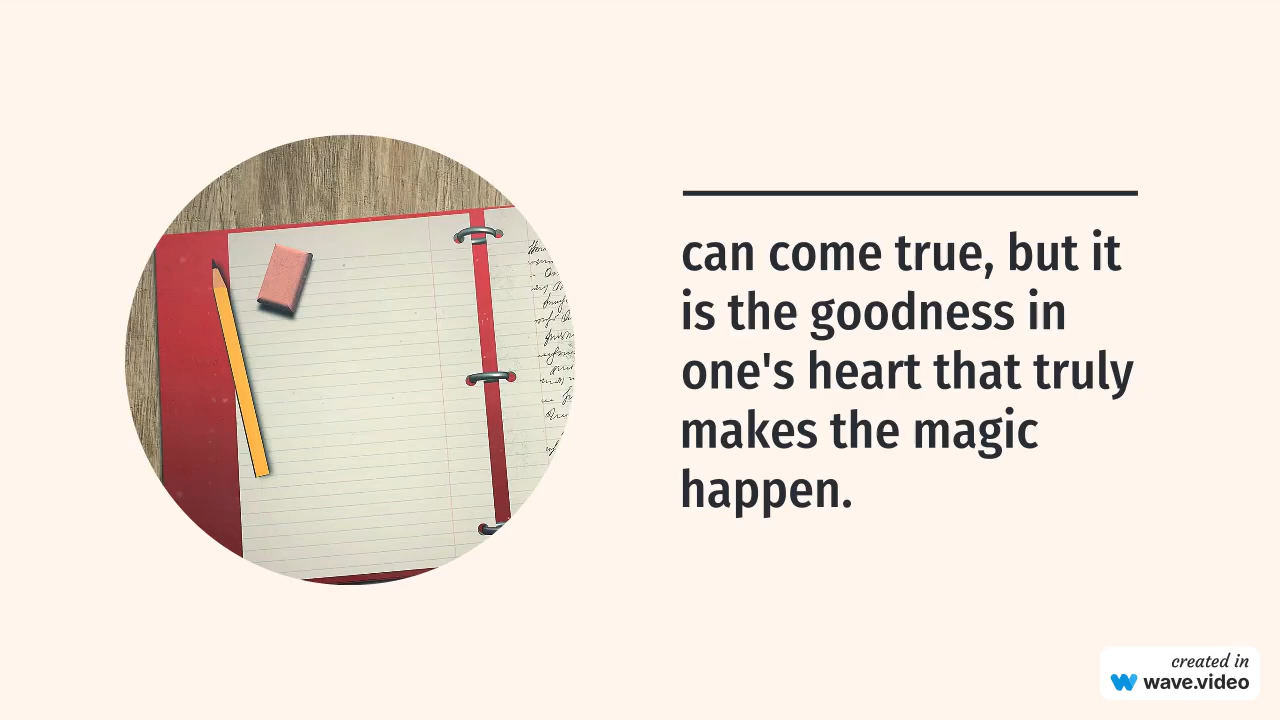 can come true, but it
is the goodness in
one's heart that truly
makes the magic
happen.
created in
wave.video